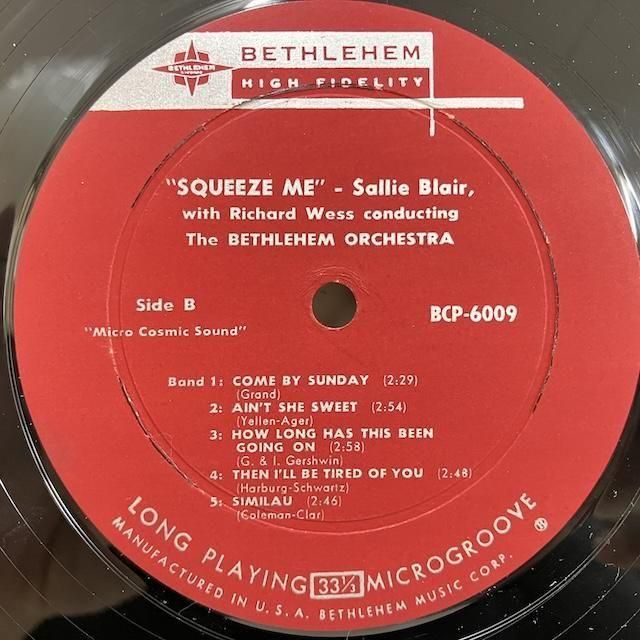 BETHLEHEM
BETHLEHEM
HIGH FIDELITY
"SQUEEZE ME" - Sallie Blair,
with Richard Wess conducting
The BETHLEHEM ORCHESTRA
Side B
BCP-6009
"Micro Cosmic Sound"
Band 1: COME BY SUNDAY (2:29)
(Grand)
2: AIN'T SHE SWEET (2:54)
(Yellen-Ager)
3: HOW LONG HAS THIS BEEN
GOING ON (2:58)
(G. & I. Gershwin)
4: THEN I'LL BE TIRED OF YOU (2:48)
(Harburg-Schwartz)
5: SIMILAU (2:46)
(Coleman-Clar)
LONG PLAYING 33⅓ MICROGROOVE
MANUFACTURED IN U.S.A. BETHLEHEM MUSIC CORP.